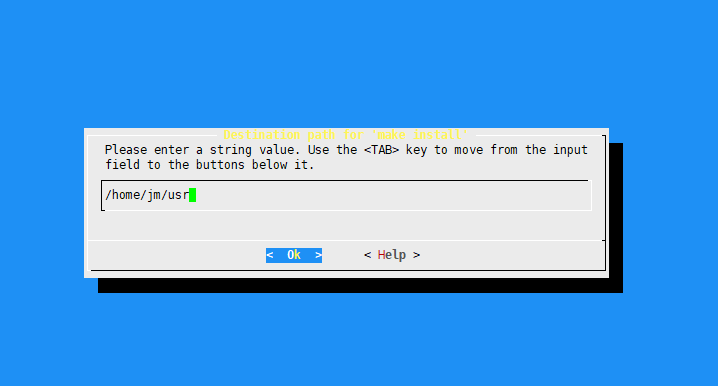 Destination path for 'make install'
Please enter a string value. Use the <TAB> key to move from the input
field to the buttons below it.
/home/jm/usr
<  Ok  > < Help >